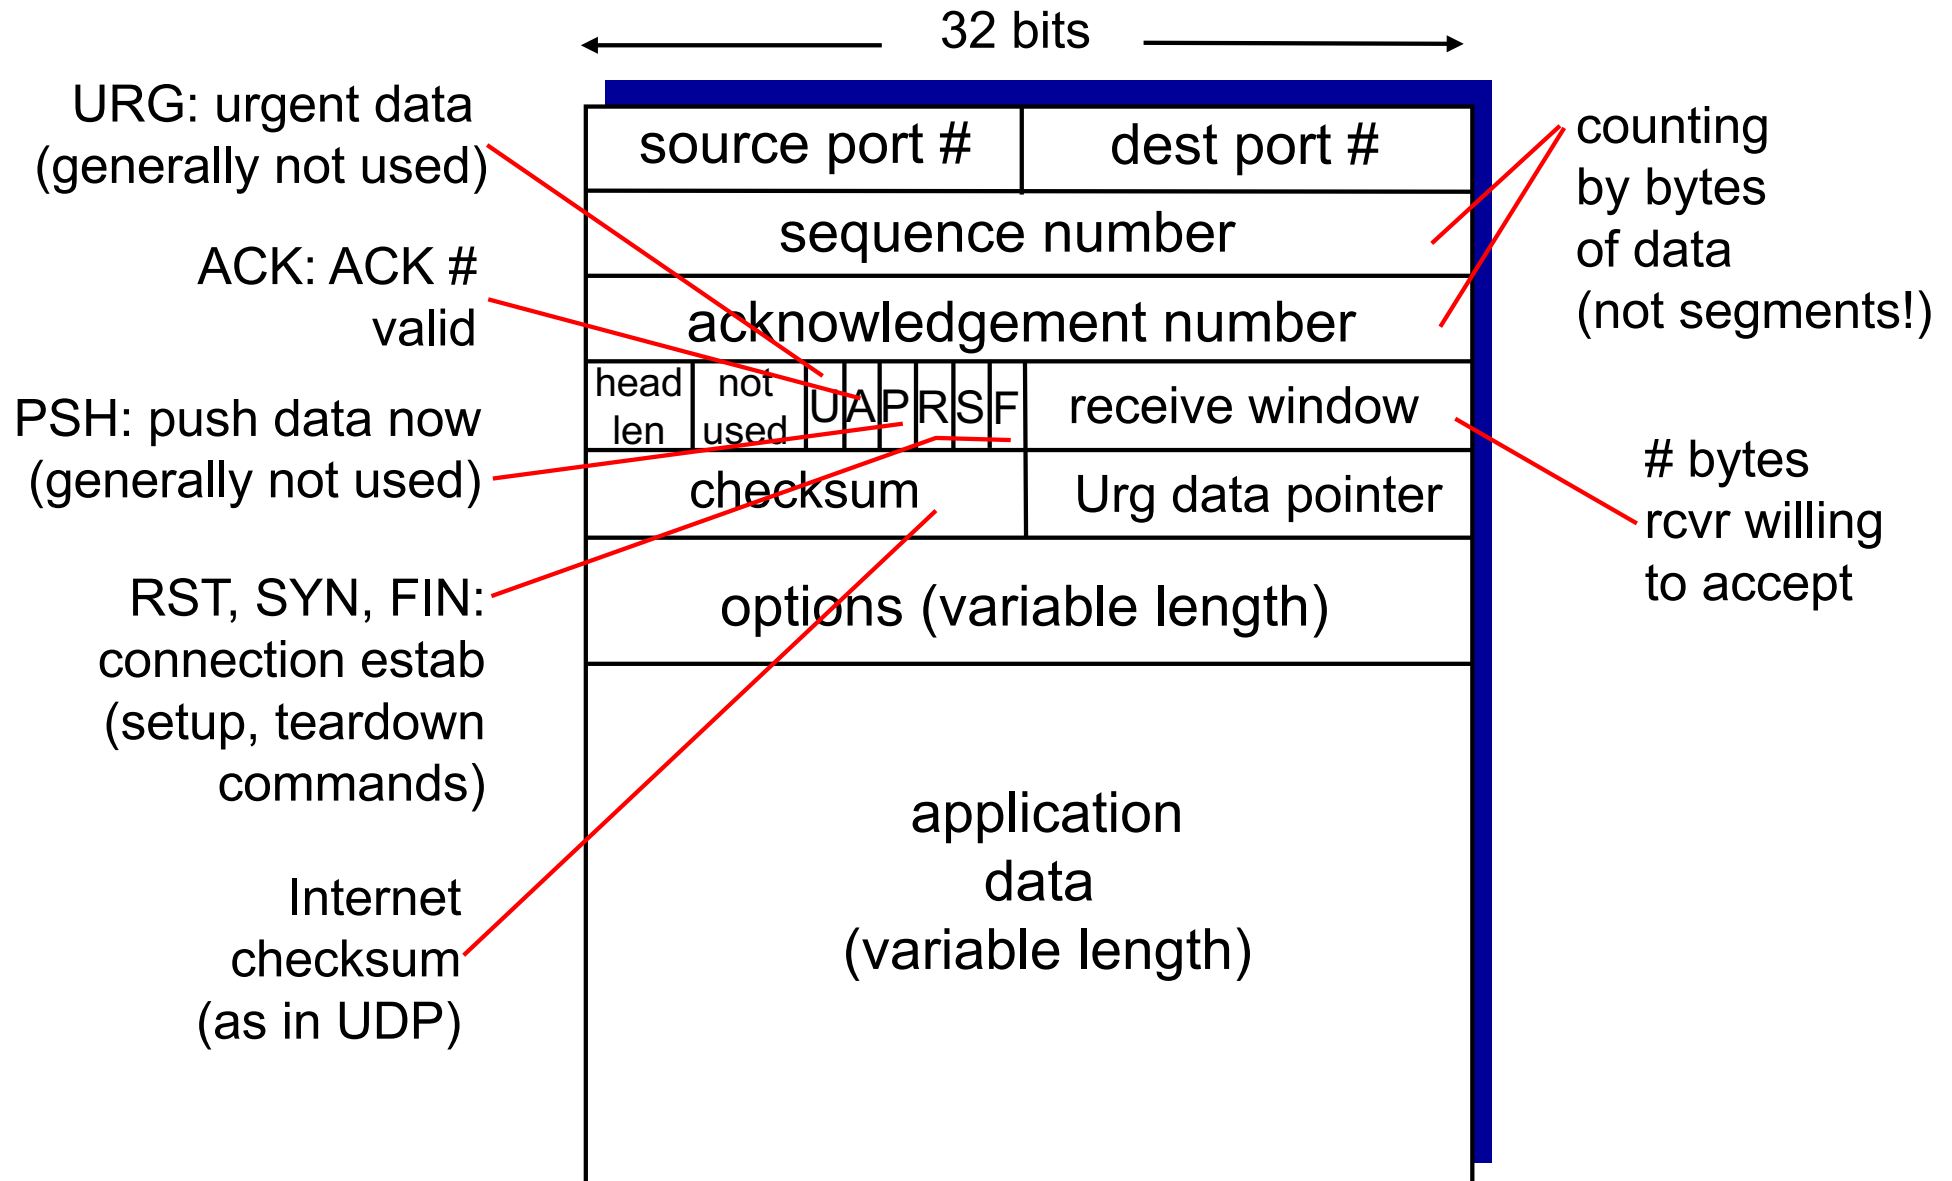 32 bits
URG: urgent data
(generally not used)
ACK: ACK #
valid
PSH: push data now
(generally not used)
RST, SYN, FIN:
connection estab
(setup, teardown
commands)
Internet
checksum
(as in UDP)
source port #
dest port #
sequence number
acknowledgement number
head
len
not
used
U
A
P
R
S
F
receive window
checksum
Urg data pointer
options (variable length)
application
data
(variable length)
counting
by bytes
of data
(not segments!)
# bytes
rcvr willing
to accept